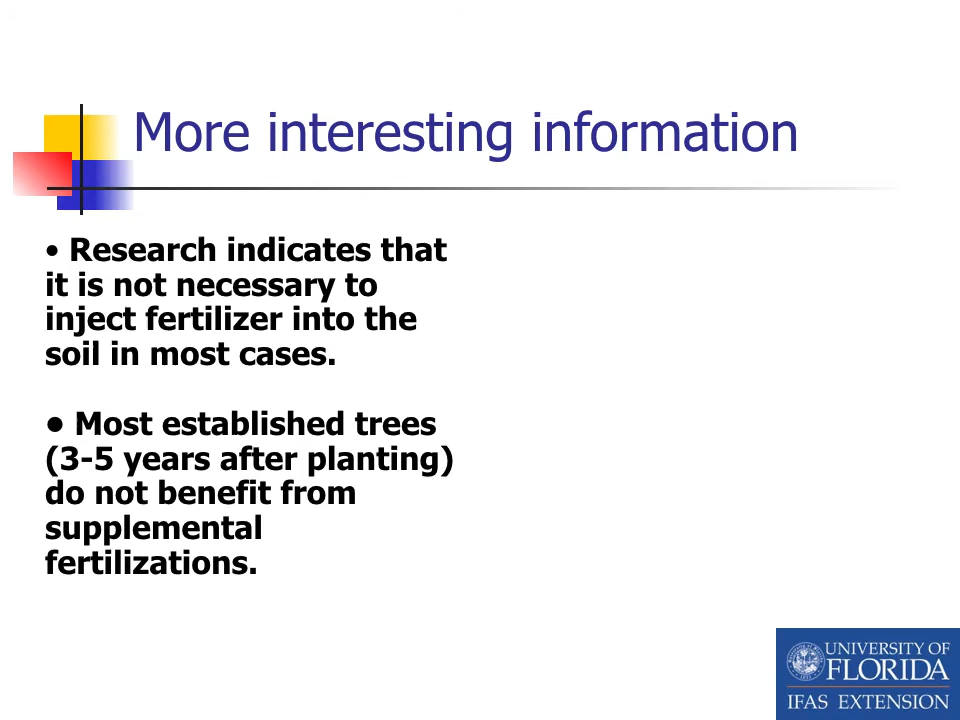 More interesting information
• Research indicates that
it is not necessary to
inject fertilizer into the
soil in most cases.
• Most established trees
(3-5 years after planting)
do not benefit from
supplemental
fertilizations.
UNIVERSITY OF
FLORIDA
IFAS EXTENSION